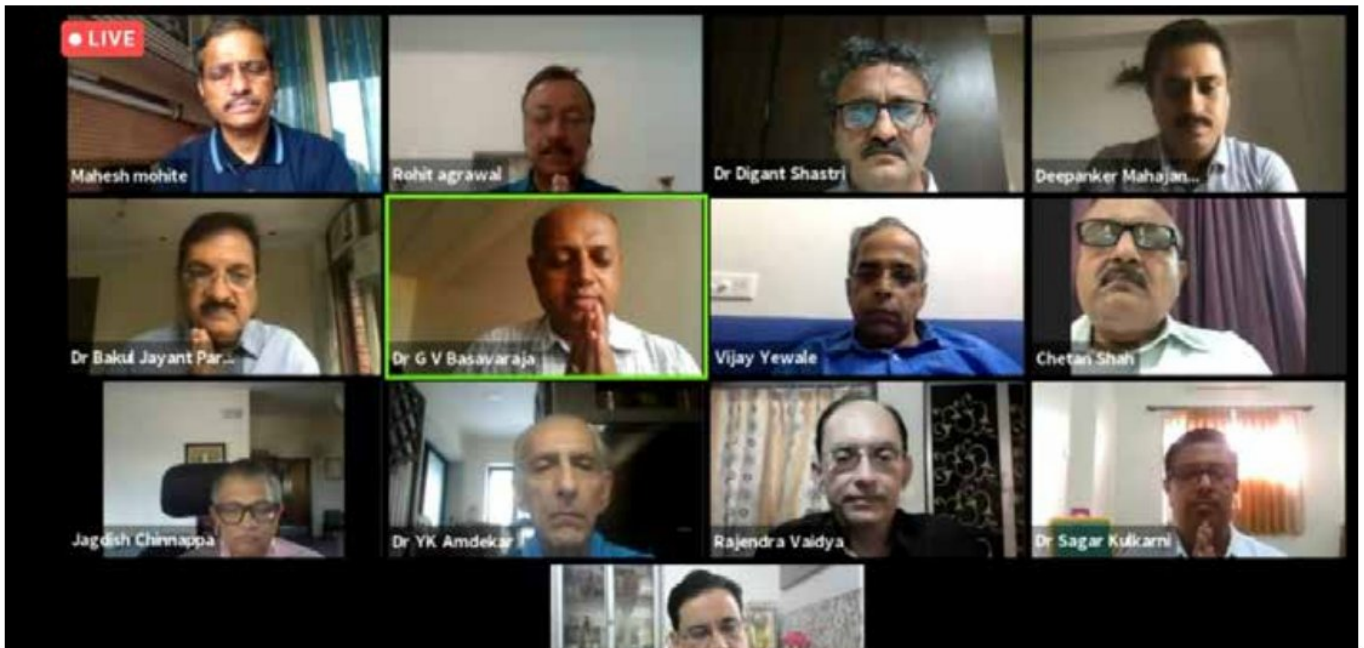 LIVE
Mahesh mohite
Rohit agrawal
Dr Digant Shastri
Deepanker Mahajan...
Dr Bakul Jayant Par...
Dr G V Basavaraja
Vijay Yewale
Chetan Shah
Jagdish Chinnappa
Dr YK Amdekar
Rajendra Vaidya
Dr Sagar Kulkarni